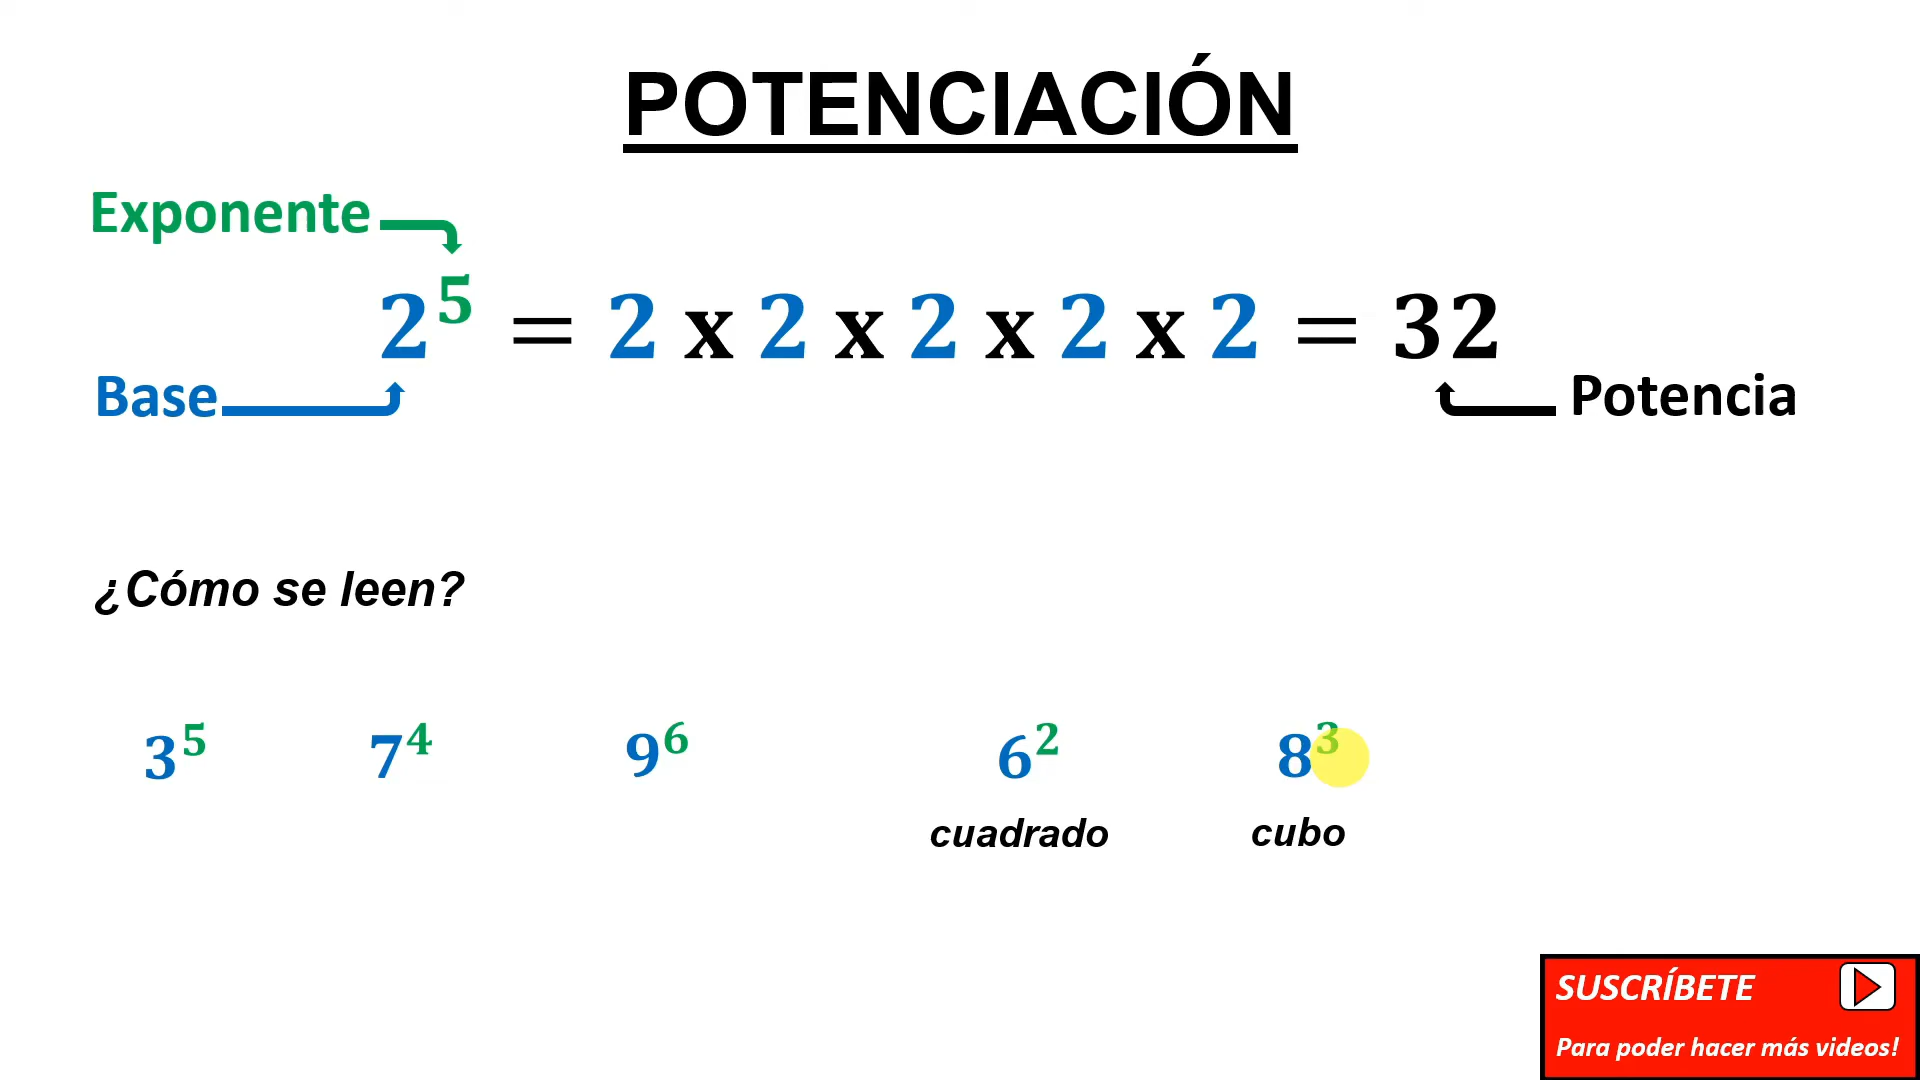 POTENCIACIÓN
Exponente
2⁵ = 2 x 2 x 2 x 2 x 2 = 32
Base
Potencia
¿Cómo se leen?
3⁵ 7⁴ 9⁶ 6² 8³
cuadrado cubo
SUSCRÍBETE
Para poder hacer más videos!